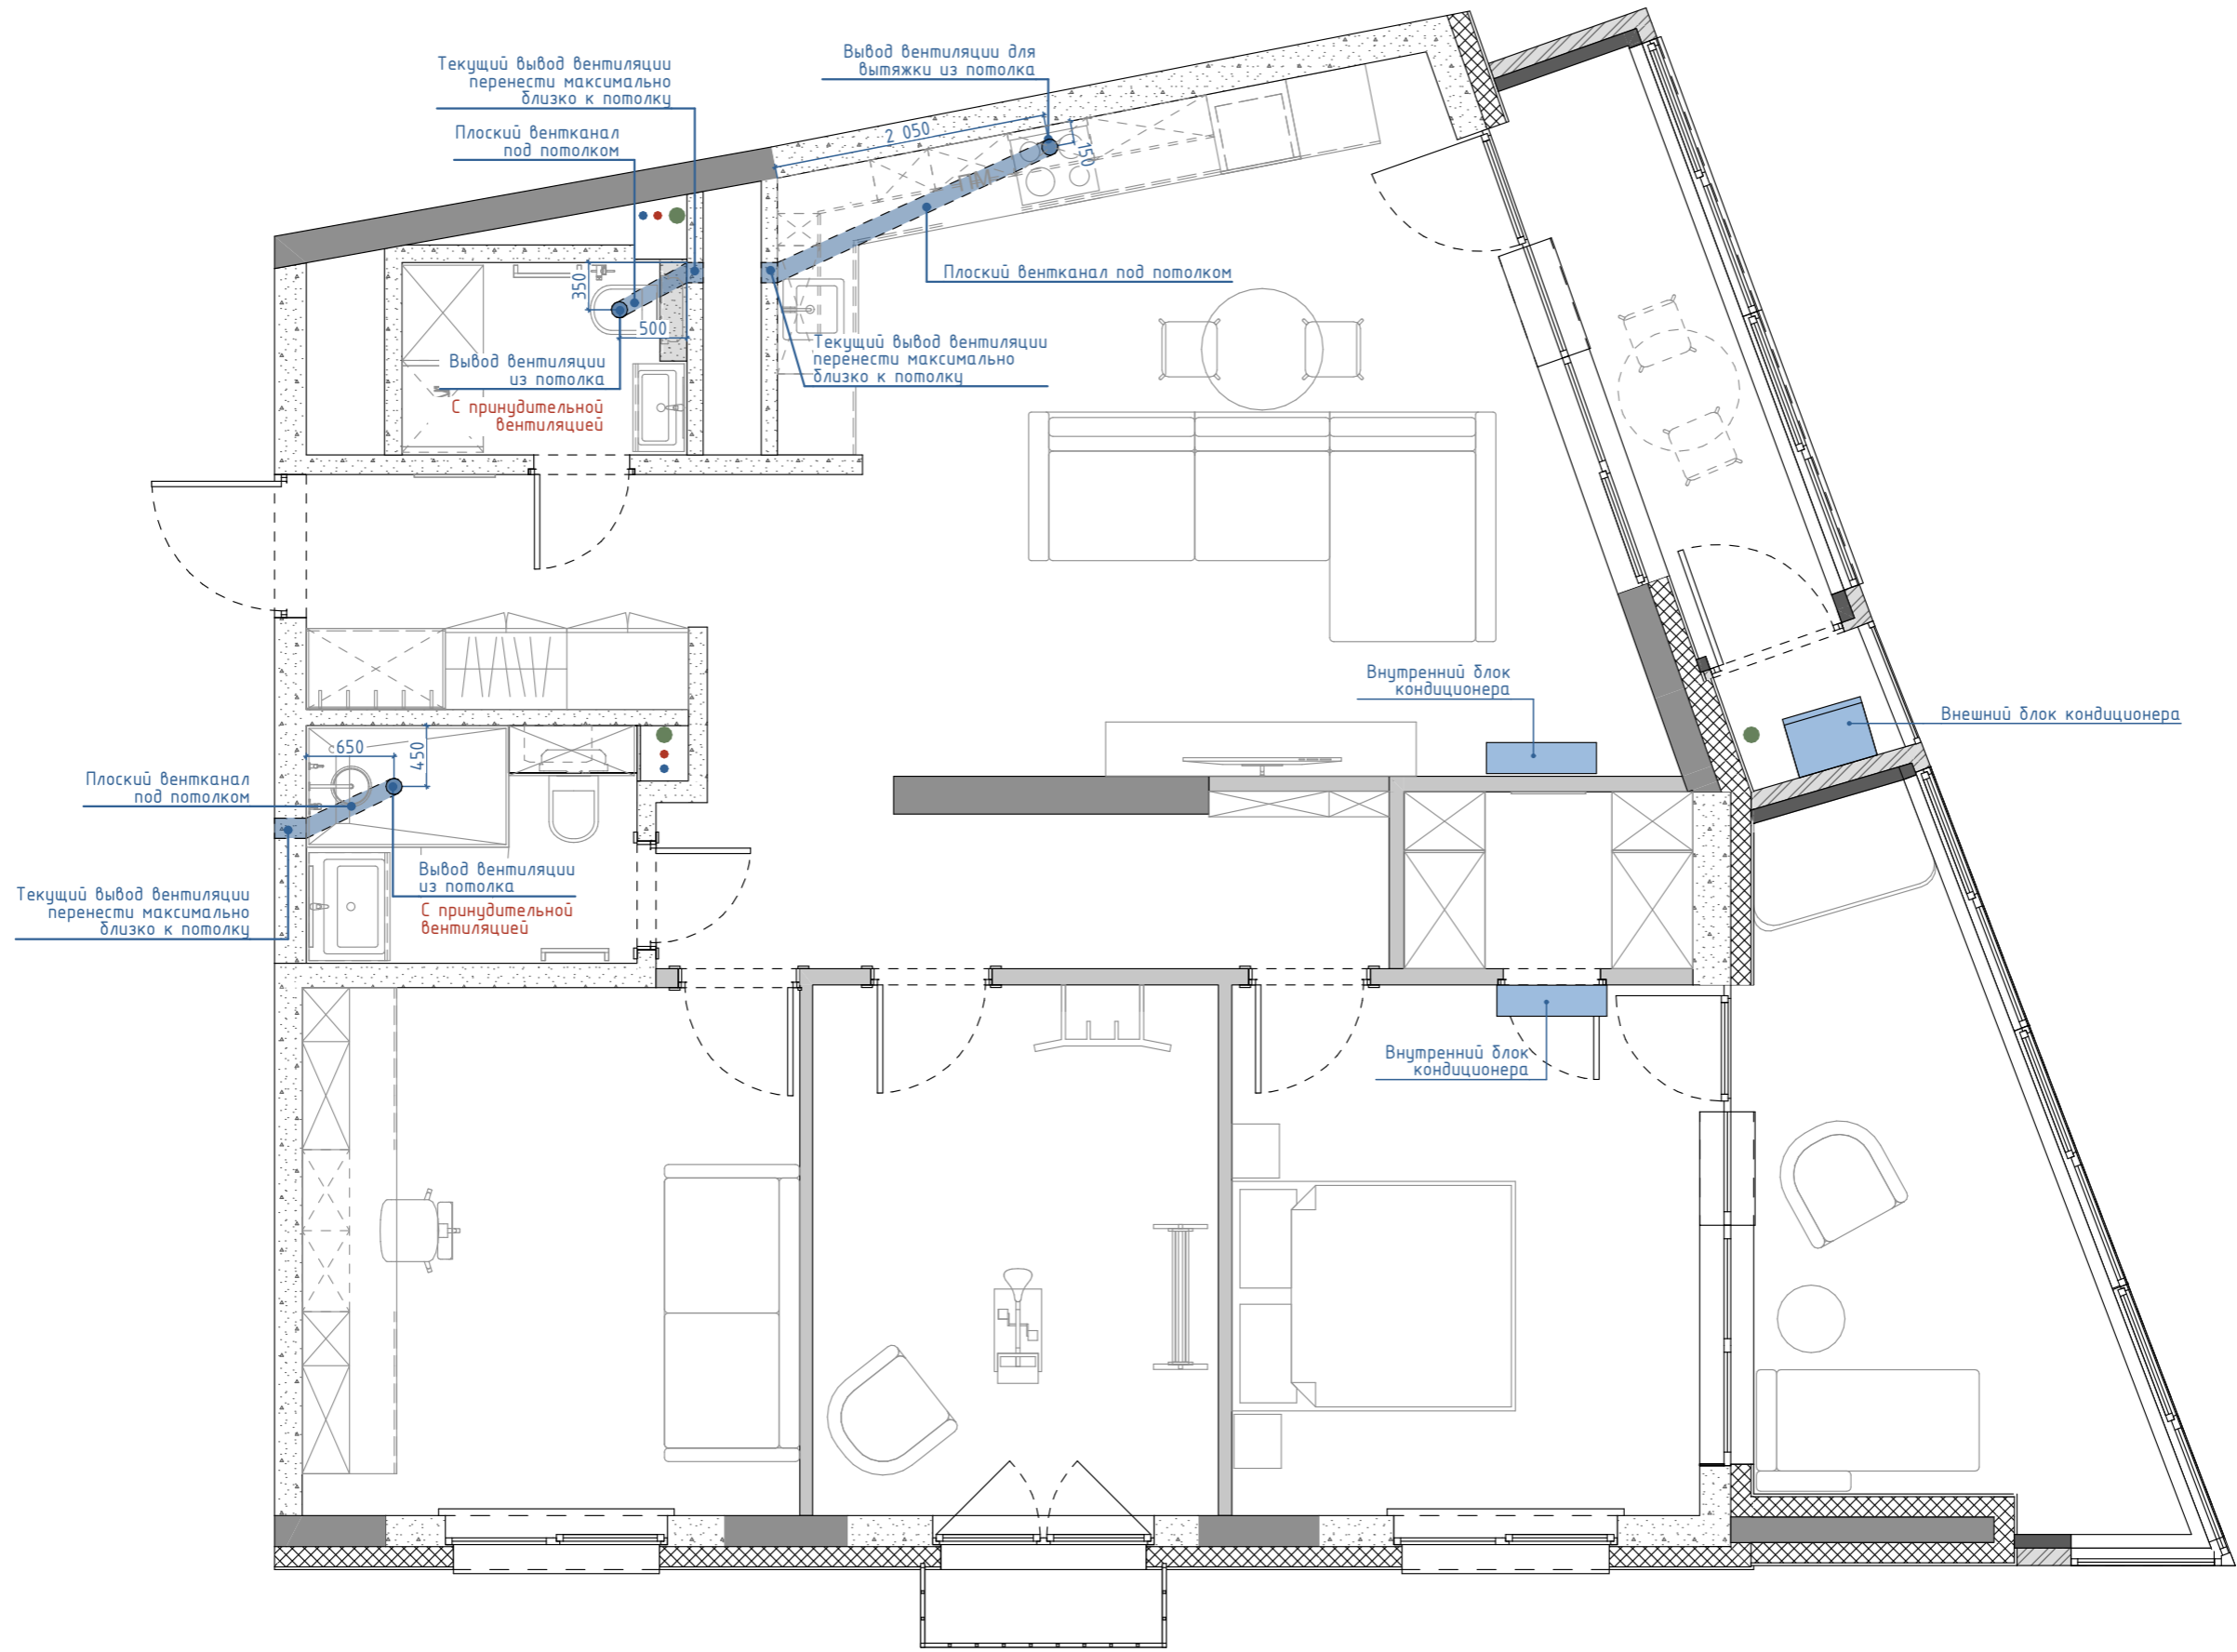 Текущий вывод вентиляции
перенести максимально
близко к потолку
Вывод вентиляции для
вытяжки из потолка
Плоский вентканал
под потолком
2 050
150
ПМ
350
500
Плоский вентканал под потолком
Вывод вентиляции
из потолка
С принудительной
вентиляцией
Текущий вывод вентиляции
перенести максимально
близко к потолку
Внутренний блок
кондиционера
Внешний блок кондиционера
650
450
Плоский вентканал
под потолком
Вывод вентиляции
из потолка
С принудительной
вентиляцией
Текущий вывод вентиляции
перенести максимально
близко к потолку
Внутренний блок
кондиционера